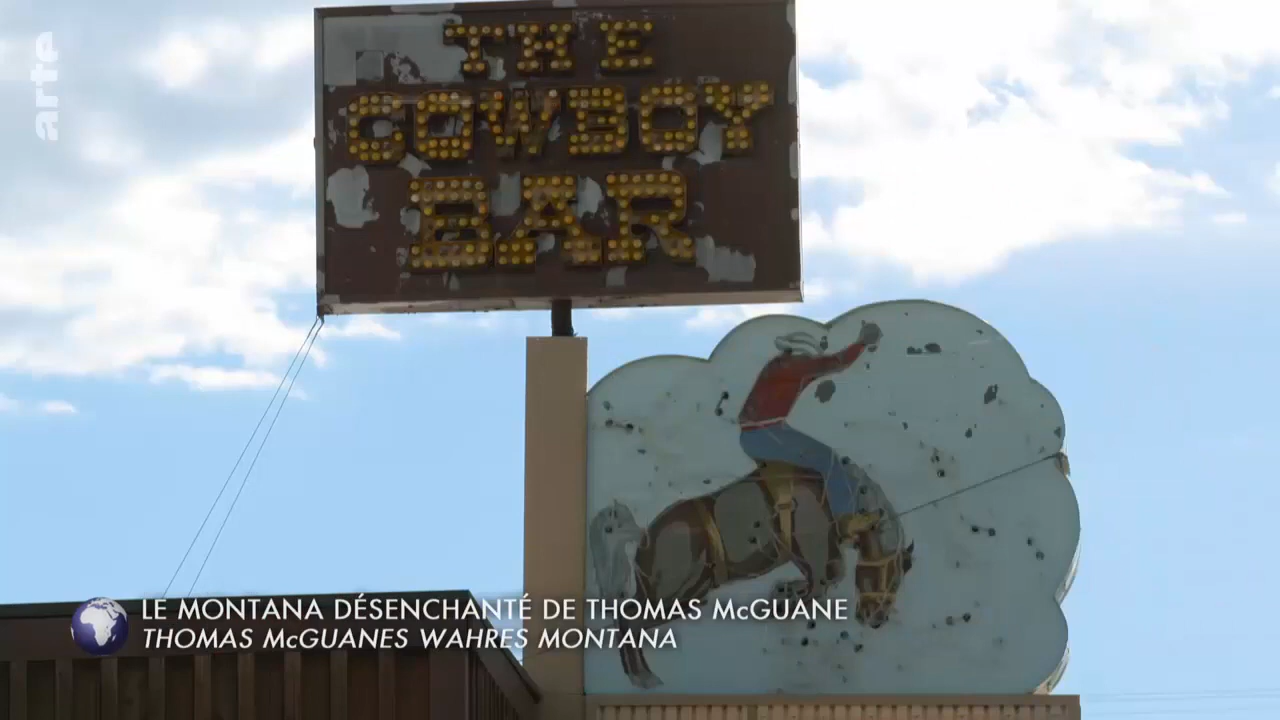 arte
THE
COWBOY
BAR
LE MONTANA DÉSENCHANTÉ DE THOMAS McGUANE
THOMAS McGUANES WAHRES MONTANA